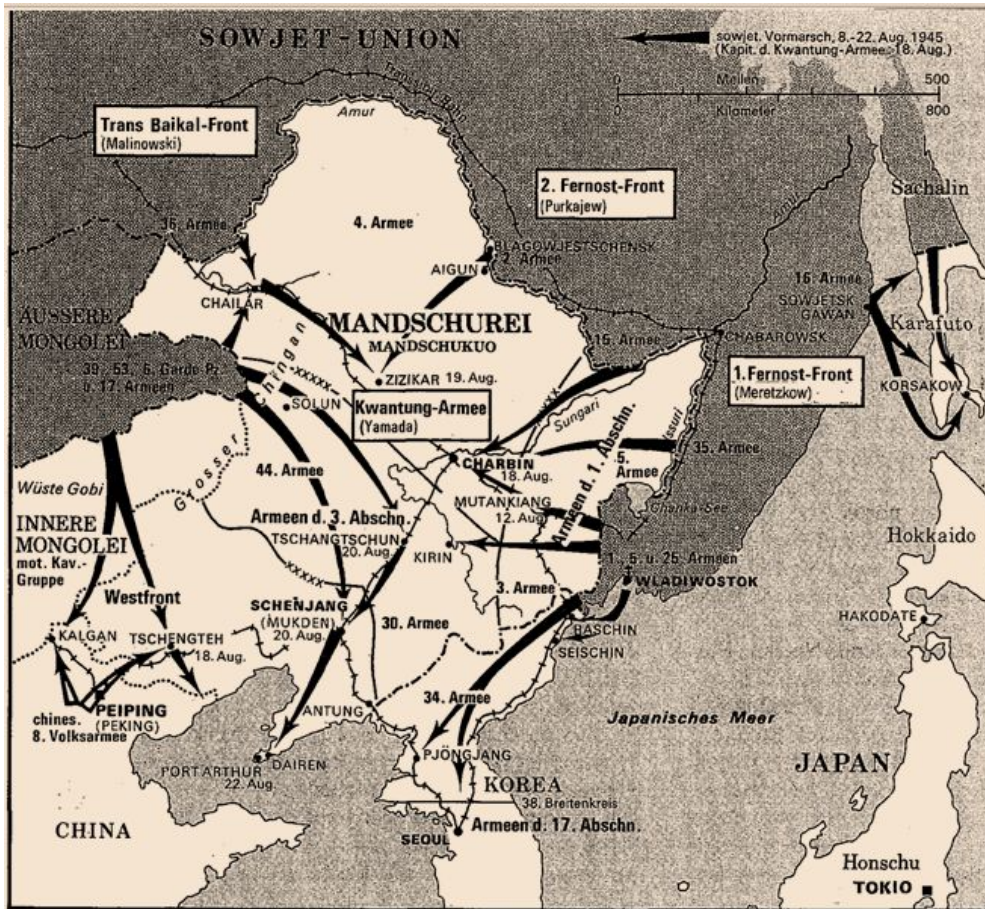 SOWJET-UNION
sowjet. Vormarsch, 8.-22. Aug. 1945
(Kapit. d. Kwantung-Armee: 18. Aug.)
0 Meilen 500
Kilometer 800
Trans Baikal-Front
(Malinowski)
Amur
2. Fernost-Front
(Purkajew)
Amur
Sachalin
36. Armee
4. Armee
BLAGOWJESTSCHENSK
2. Armee
AIGUN
16. Armee
SOWJETSK
GAWAN
CHAILAR
ÄUSSERE
MONGOLEI
MANDSCHUREI
MANDSCHUKUO
Karafuto
15. Armee
CHABAROWSK
39., 53., 6. Garde Pz.
u. 17. Armeen
Grosser Chingan
ZIZIKAR 19. Aug.
1. Fernost-Front
(Meretzkow)
KORSAKOW
SOLUN
Kwantung-Armee
(Yamada)
Sungari
Ussuri
35. Armee
5.
Armee
Armeen d. 1. Abschn.
CHARBIN
18. Aug.
44. Armee
Wüste Gobi
MUTANKIANG
12. Aug.
Chanka-See
INNERE
MONGOLEI
mot. Kav.-
Gruppe
Armeen d. 3. Abschn.
TSCHANGTSCHUN
20. Aug.
KIRIN
Hokkaido
1., 5. u. 25. Armeen
WLADIWOSTOK
3. Armee
Westfront
SCHENJANG
(MUKDEN)
20. Aug.
30. Armee
RASCHIN
SEISCHIN
HAKODATE
KALGAN
TSCHENGTEH
18. Aug.
34. Armee
PEIPING
(PEKING)
chines.
8. Volksarmee
ANTUNG
Japanisches Meer
DAIREN
PORT ARTHUR
22. Aug.
PJÖNGJANG
JAPAN
KOREA
38. Breitenkreis
CHINA
SEOUL
Armeen d. 17. Abschn.
Honschu
TOKIO